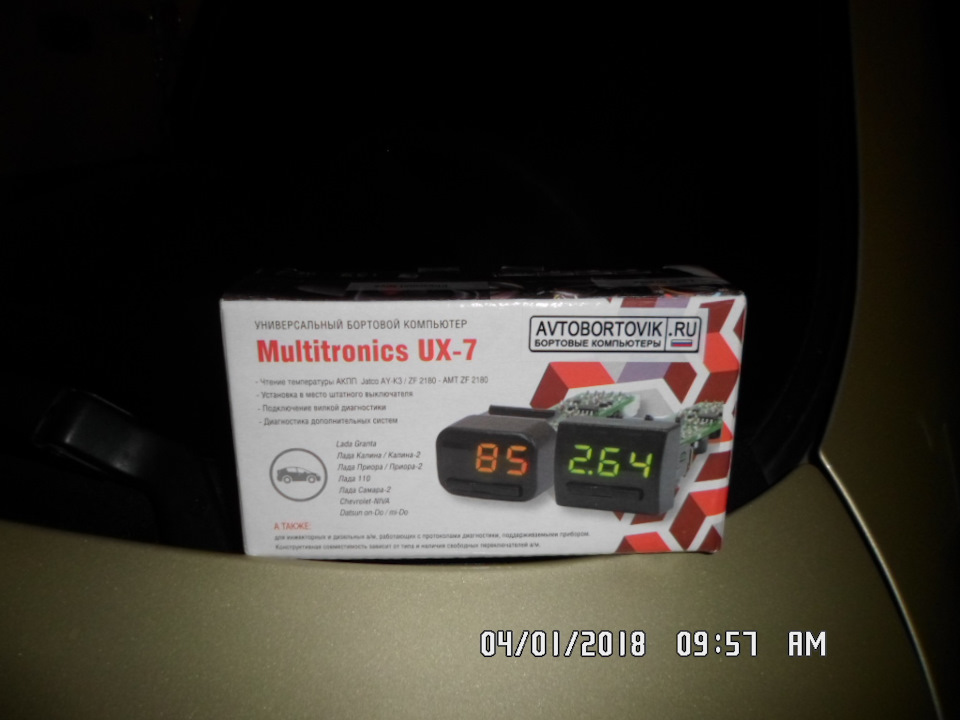 УНИВЕРСАЛЬНЫЙ БОРТОВОЙ КОМПЬЮТЕР
Multitronics UX-7
AVTOBORTOVIK.RU
БОРТОВЫЕ КОМПЬЮТЕРЫ
- Чтение температуры АКПП Jatco AY-K3 / ZF 2180 - АМТ ZF 2180
- Установка в место штатного выключателя
- Подключение вилкой диагностики
- Диагностика дополнительных систем
Lada Granta
Лада Калина / Калина-2
Лада Приора / Приора-2
Лада 110
Лада Самара-2
Chevrolet-NIVA
Datsun on-Do / mi-Do
85
2.64
А ТАКЖЕ:
для инжекторных и дизельных а/м, работающих с протоколами диагностики, поддерживаемыми прибором.
Конструктивная совместимость зависит от типа и наличия свободных переключателей а/м.
04/01/2018 09:57 AM